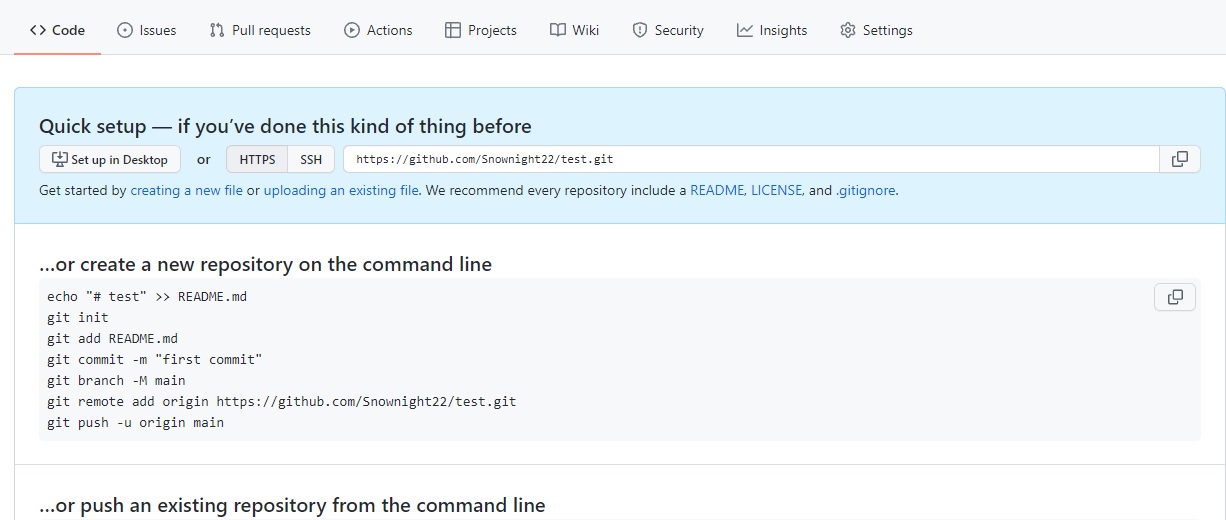 Code Issues Pull requests Actions Projects Wiki Security Insights Settings
Quick setup — if you've done this kind of thing before
Set up in Desktop or HTTPS SSH https://github.com/Snownight22/test.git
Get started by creating a new file or uploading an existing file. We recommend every repository include a README, LICENSE, and .gitignore.
…or create a new repository on the command line
echo "# test" >> README.md
git init
git add README.md
git commit -m "first commit"
git branch -M main
git remote add origin https://github.com/Snownight22/test.git
git push -u origin main
…or push an existing repository from the command line